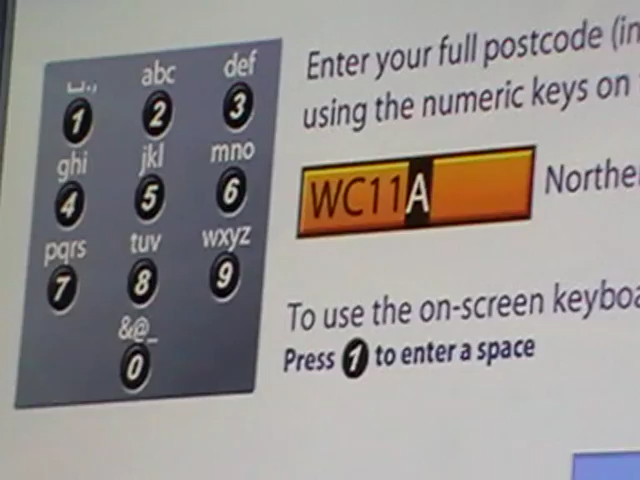 ␣.,
abc
def
1
2
3
ghi
jkl
mno
4
5
6
pqrs
tuv
wxyz
7
8
9
&@_
0
Enter your full postcode (in
using the numeric keys on
WC11A
Northe
To use the on-screen keyboa
Press 1 to enter a space